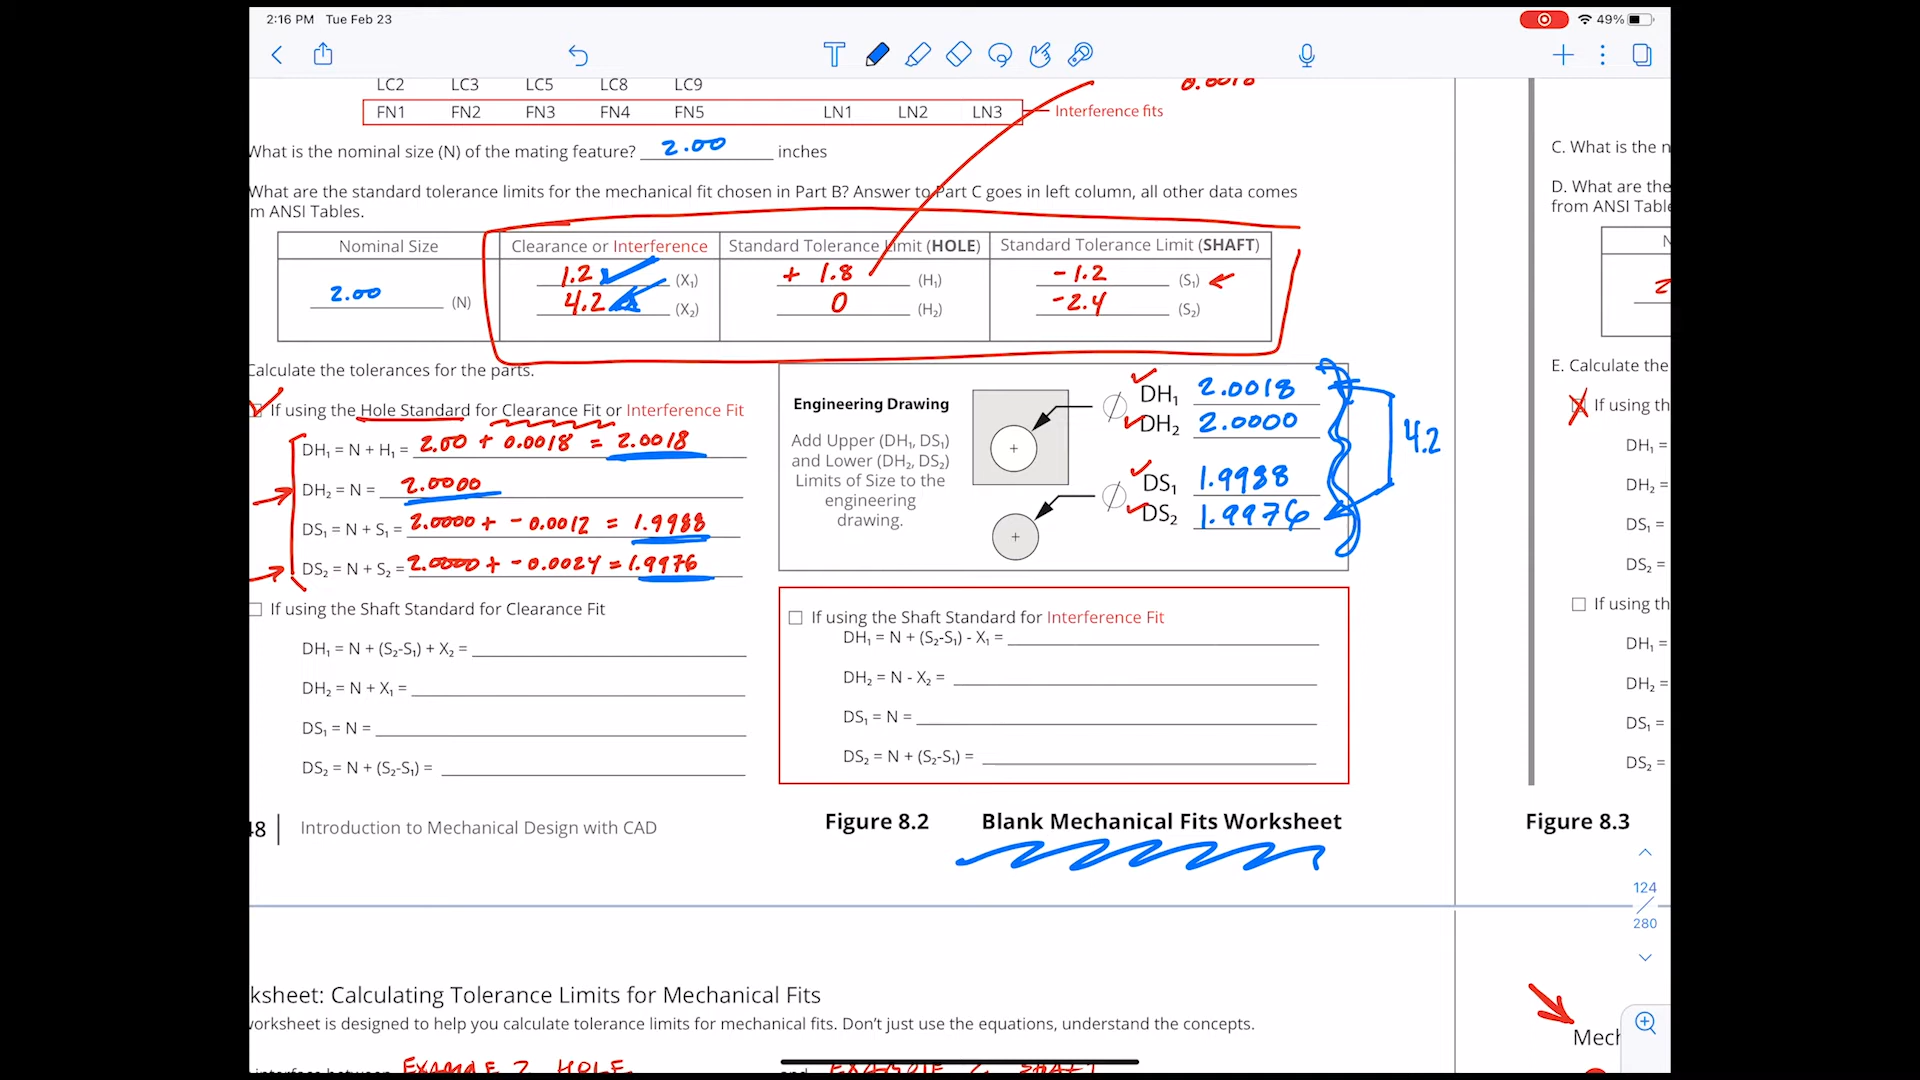 2:16 PM Tue Feb 23
49%
LC2 LC3 LC5 LC8 LC9
0.0018
FN1 FN2 FN3 FN4 FN5 LN1 LN2 LN3
Interference fits
What is the nominal size (N) of the mating feature? 2.00 inches
What are the standard tolerance limits for the mechanical fit chosen in Part B? Answer to Part C goes in left column, all other data comes
m ANSI Tables.
Nominal Size Clearance or Interference Standard Tolerance Limit (HOLE) Standard Tolerance Limit (SHAFT)
2.00 (N)
1.2 (X₁) + 1.8 (H₁) -1.2 (S₁)
4.2 (X₂) 0 (H₂) -2.4 (S₂)
Calculate the tolerances for the parts.
If using the Hole Standard for Clearance Fit or Interference Fit
DH₁ = N + H₁ = 2.00 + 0.0018 = 2.0018
DH₂ = N = 2.0000
DS₁ = N + S₁ = 2.0000 + -0.0012 = 1.9988
DS₂ = N + S₂ = 2.0000 + -0.0024 = 1.9976
Engineering Drawing
Add Upper (DH₁, DS₁)
and Lower (DH₂, DS₂)
Limits of Size to the
engineering
drawing.
∅ DH₁ 2.0018
DH₂ 2.0000
∅ DS₁ 1.9988
DS₂ 1.9976
4.2
If using the Shaft Standard for Clearance Fit
DH₁ = N + (S₂-S₁) + X₂ =
DH₂ = N + X₁ =
DS₁ = N =
DS₂ = N + (S₂-S₁) =
If using the Shaft Standard for Interference Fit
DH₁ = N + (S₂-S₁) - X₁ =
DH₂ = N - X₂ =
DS₁ = N =
DS₂ = N + (S₂-S₁) =
48 Introduction to Mechanical Design with CAD
Figure 8.2 Blank Mechanical Fits Worksheet
ksheet: Calculating Tolerance Limits for Mechanical Fits
worksheet is designed to help you calculate tolerance limits for mechanical fits. Don't just use the equations, understand the concepts.
interface between EXAMPLE 2 HOLE and EXAMPLE 2 SHAFT
C. What is the n
D. What are the
from ANSI Table
N
2
E. Calculate the
If using th
DH₁ =
DH₂ =
DS₁ =
DS₂ =
If using th
DH₁ =
DH₂ =
DS₁ =
DS₂ =
Figure 8.3
124
280
Mech